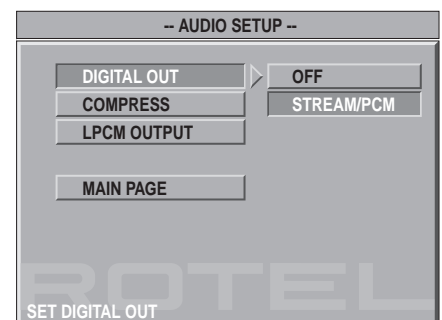 -- AUDIO SETUP --
DIGITAL OUT
OFF
COMPRESS
STREAM/PCM
LPCM OUTPUT
MAIN PAGE
ROTEL
SET DIGITAL OUT